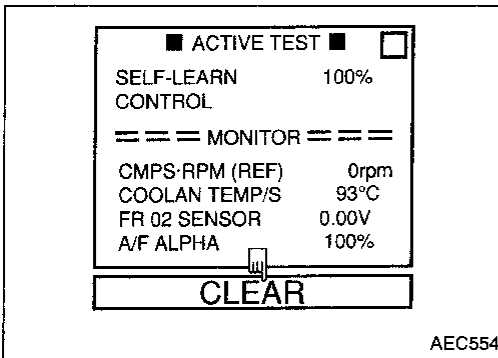 ■ ACTIVE TEST ■
SELF-LEARN 100%
CONTROL
=== MONITOR ===
CMPS·RPM (REF) 0rpm
COOLAN TEMP/S 93°C
FR 02 SENSOR 0.00V
A/F ALPHA 100%
CLEAR
AEC554